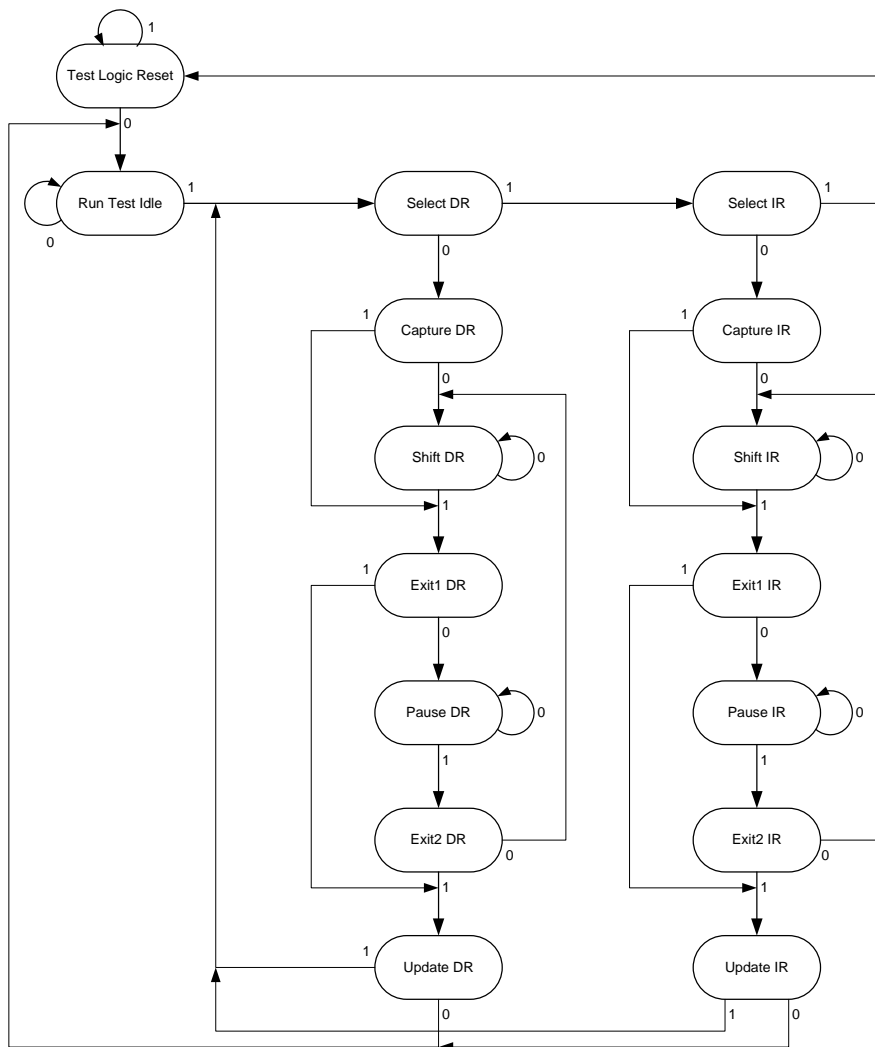 1
Test Logic Reset
0
Run Test Idle
1
0
Select DR
1
Select IR
1
0
0
1
Capture DR
1
Capture IR
0
0
Shift DR
0
Shift IR
0
1
1
1
Exit1 DR
1
Exit1 IR
0
0
Pause DR
0
Pause IR
0
1
1
Exit2 DR
0
Exit2 IR
0
1
1
1
Update DR
Update IR
0
1
0